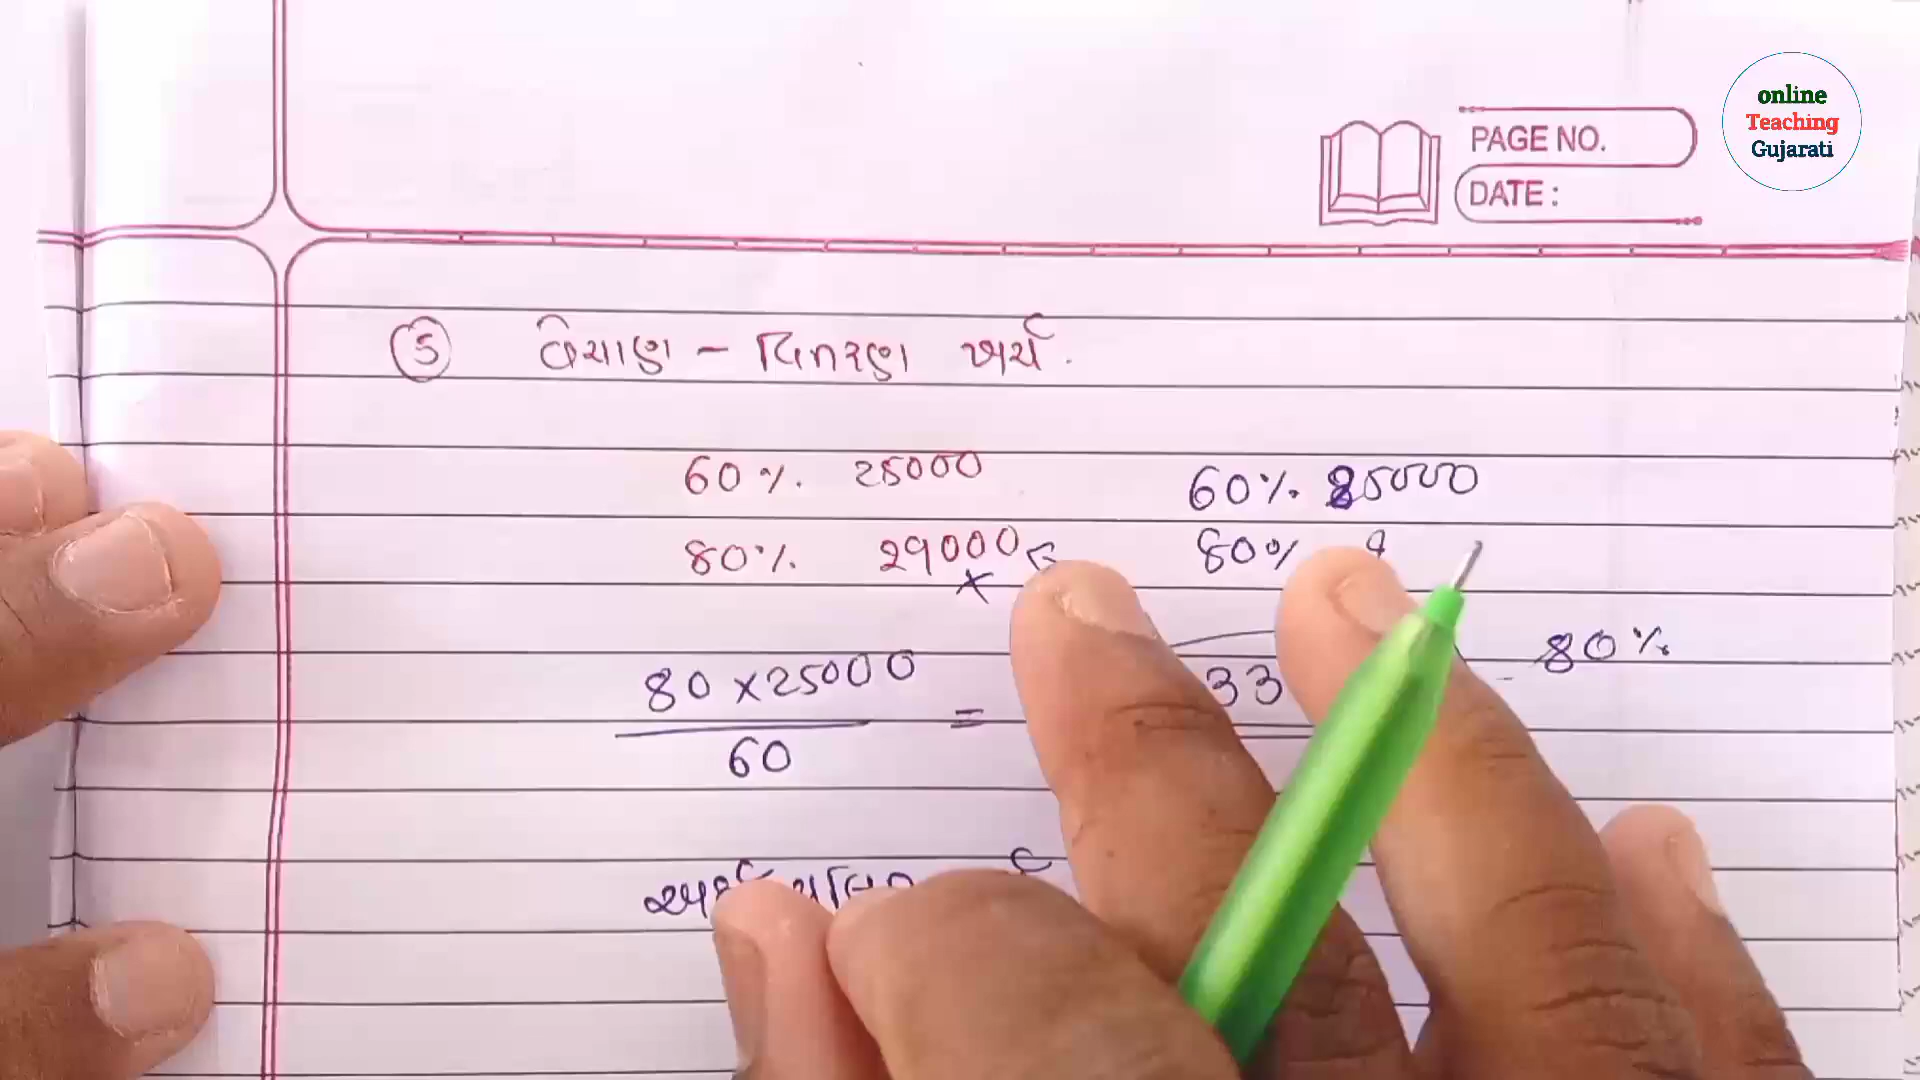 online
Teaching
Gujarati
PAGE NO.
DATE :
5 વેચાણ - વિતરણ ખર્ચ.
60 %. 25000 60 %. 25000
80 %. 29000 80 %
×
80 × 25000 = 33 - 80 %.
60